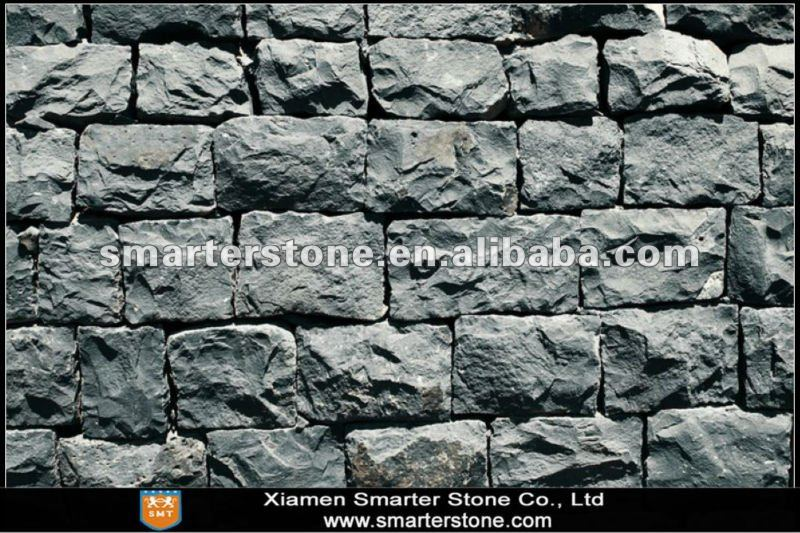 smarterstone.en.alibaba.com
Xiamen Smarter Stone Co., Ltd
SMT
www.smarterstone.com